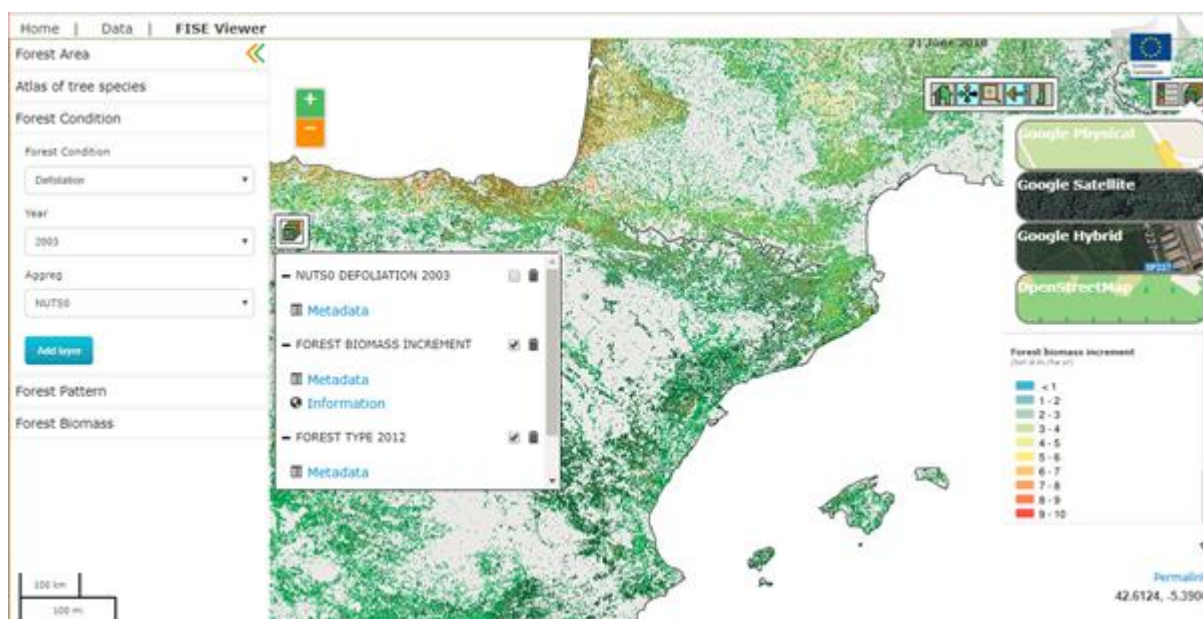 Home | Data | FISE Viewer
Forest Area
Atlas of tree species
Forest Condition
Forest Condition
Defoliation
Year
2003
Aggreg
NUTS0
Add layer
Forest Pattern
Forest Biomass
100 km
100 mi
+
−
NUTS0 DEFOLIATION 2003
Metadata
FOREST BIOMASS INCREMENT
Metadata
Information
FOREST TYPE 2012
Metadata
21 June 2018
European
Commission
Google Physical
Google Satellite
Google Hybrid
OpenStreetMap
Forest biomass increment
< 1
1 - 2
2 - 3
3 - 4
4 - 5
5 - 6
6 - 7
7 - 8
8 - 9
9 - 10
Permalink
42.6124, -5.390